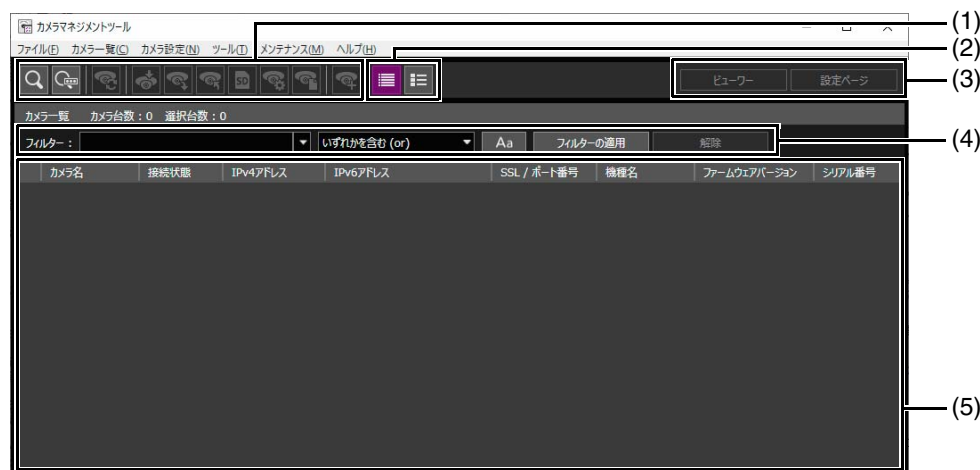 カメラマネジメントツール
ファイル(F) カメラ一覧(C) カメラ設定(N) ツール(T) メンテナンス(M) ヘルプ(H)
(1)
(2)
SD
ビューワー 設定ページ
(3)
カメラ一覧 カメラ台数:0 選択台数:0
フィルター: いずれかを含む (or) Aa フィルターの適用 解除
(4)
カメラ名 接続状態 IPv4アドレス IPv6アドレス SSL / ポート番号 機種名 ファームウェアバージョン シリアル番号
(5)